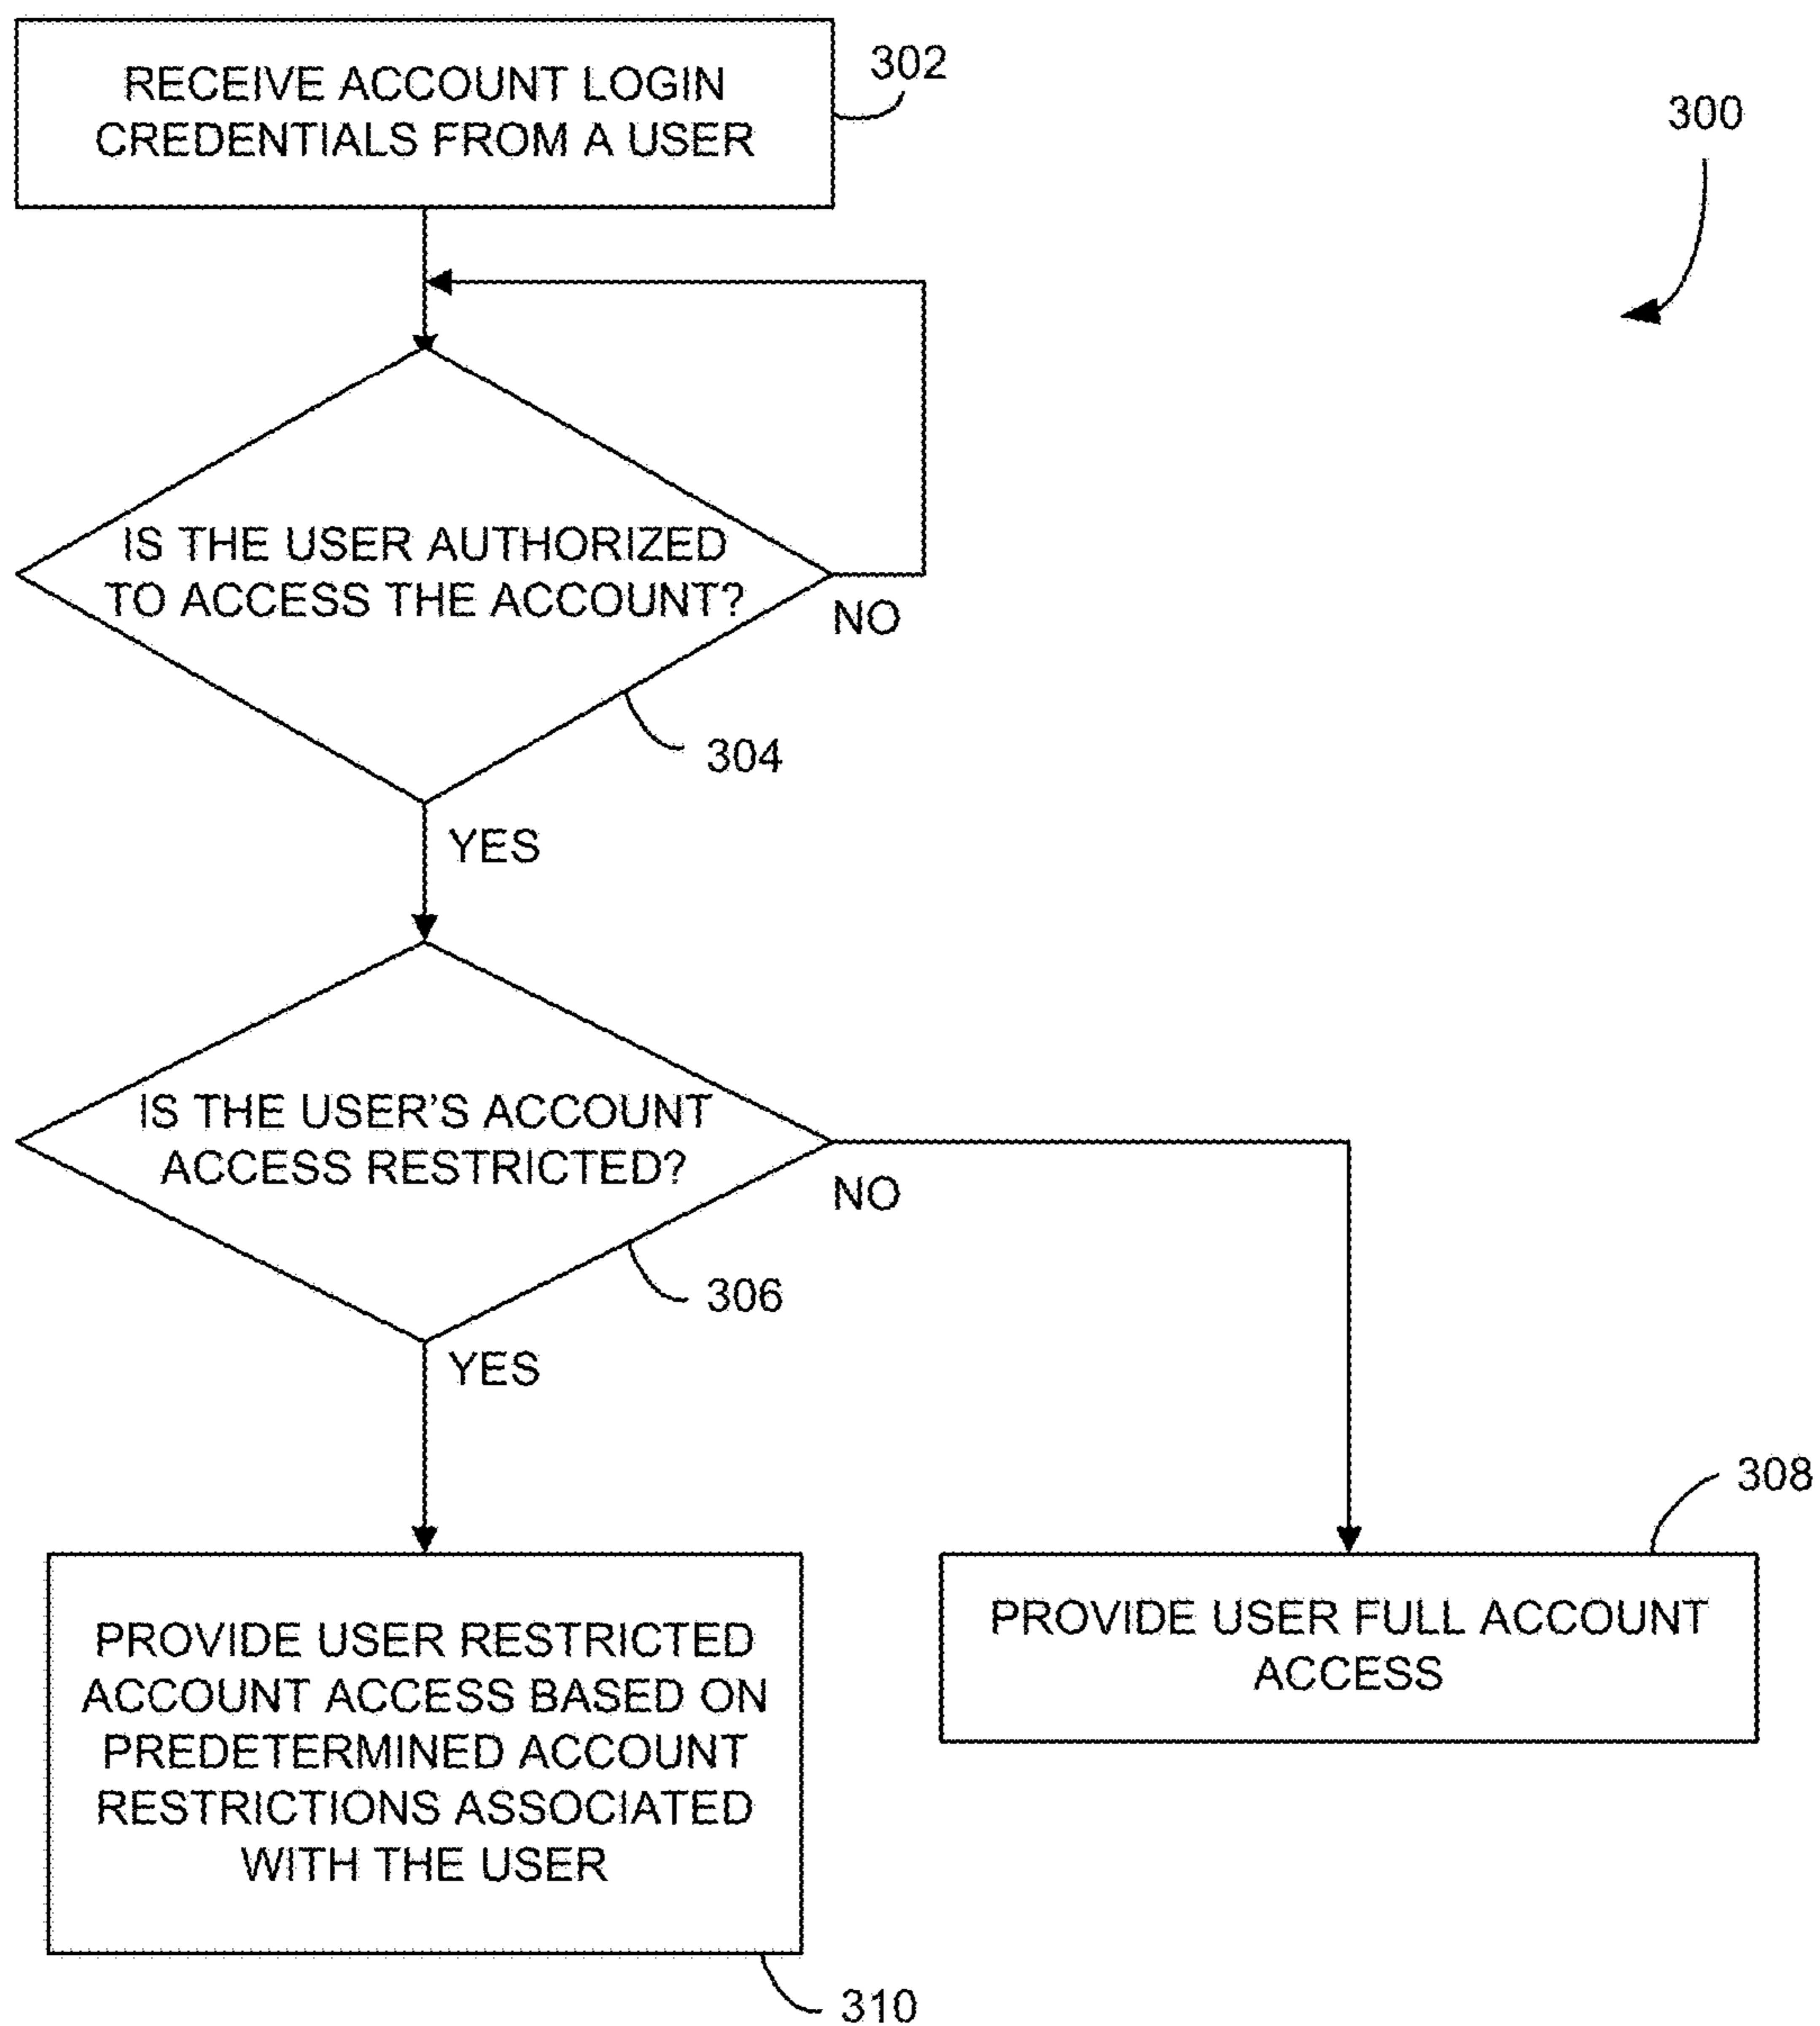 RECEIVE ACCOUNT LOGIN
CREDENTIALS FROM A USER
302
300
IS THE USER AUTHORIZED
TO ACCESS THE ACCOUNT?
NO
304
YES
IS THE USER'S ACCOUNT
ACCESS RESTRICTED?
NO
306
YES
308
PROVIDE USER RESTRICTED
ACCOUNT ACCESS BASED ON
PREDETERMINED ACCOUNT
RESTRICTIONS ASSOCIATED
WITH THE USER
310
PROVIDE USER FULL ACCOUNT
ACCESS